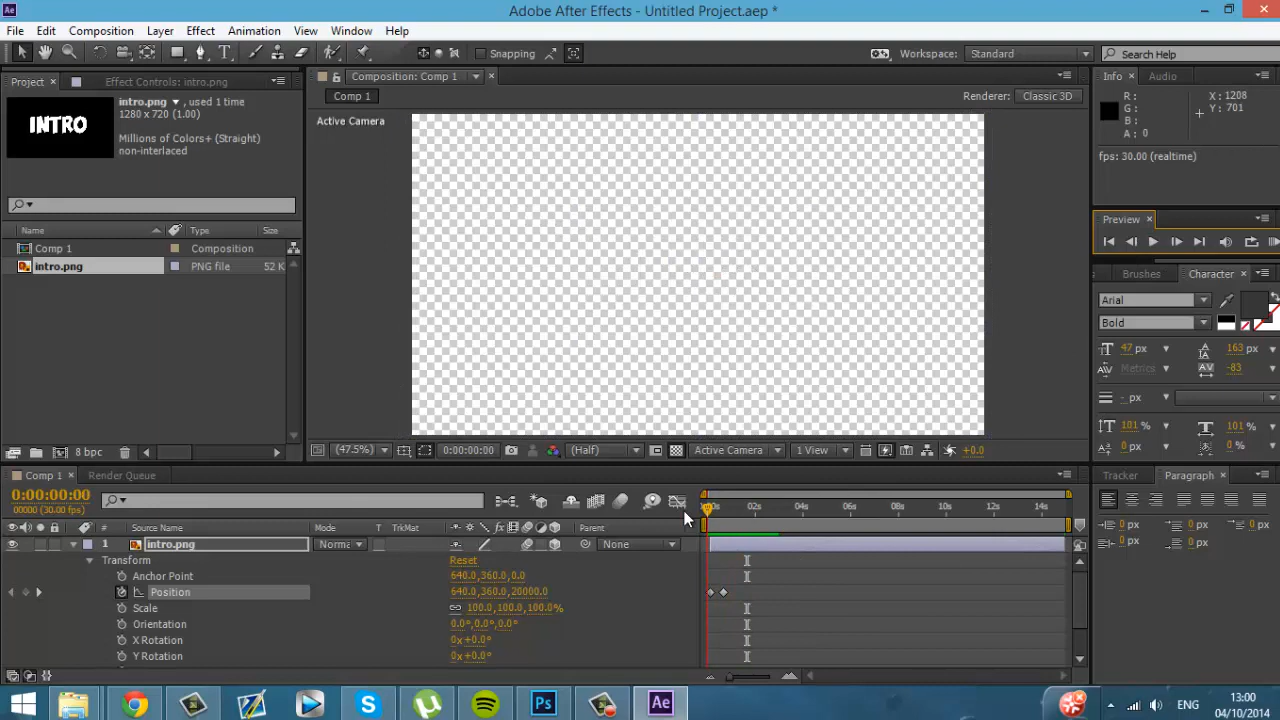 Adobe After Effects - Untitled Project.aep *
File Edit Composition Layer Effect Animation View Window Help
Snapping
Workspace: Standard
Search Help
Project Effect Controls: intro.png
intro.png, used 1 time
1280 x 720 (1.00)
Millions of Colors+ (Straight)
non-interlaced
INTRO
Name Type Size
Comp 1 Composition
intro.png PNG file 52 K
8 bpc
Composition: Comp 1
Comp 1
Renderer: Classic 3D
Active Camera
(47.5%) 0:00:00:00 (Half) Active Camera 1 View +0.0
Info Audio
R: X: 1208
G: Y: 701
B:
A: 0
fps: 30.00 (realtime)
Preview
Brushes Character
Arial
Bold
47 px 163 px
Metrics -83
- px
101 % 101 %
0 px 0 %
Tracker Paragraph
0 px 0 px 0 px
0 px 0 px
Comp 1 Render Queue
0:00:00:00
00000 (30.00 fps)
# Source Name Mode T TrkMat Parent
02s 04s 06s 08s 10s 12s 14s
1 intro.png None
Transform Reset
Anchor Point 640.0,360.0,0.0
Position 640.0,360.0,20000.0
Scale 100.0,100.0,100.0%
Orientation 0.0°,0.0°,0.0°
X Rotation 0x+0.0°
Y Rotation 0x+0.0°
Ps Ae
ENG
13:00
04/10/2014